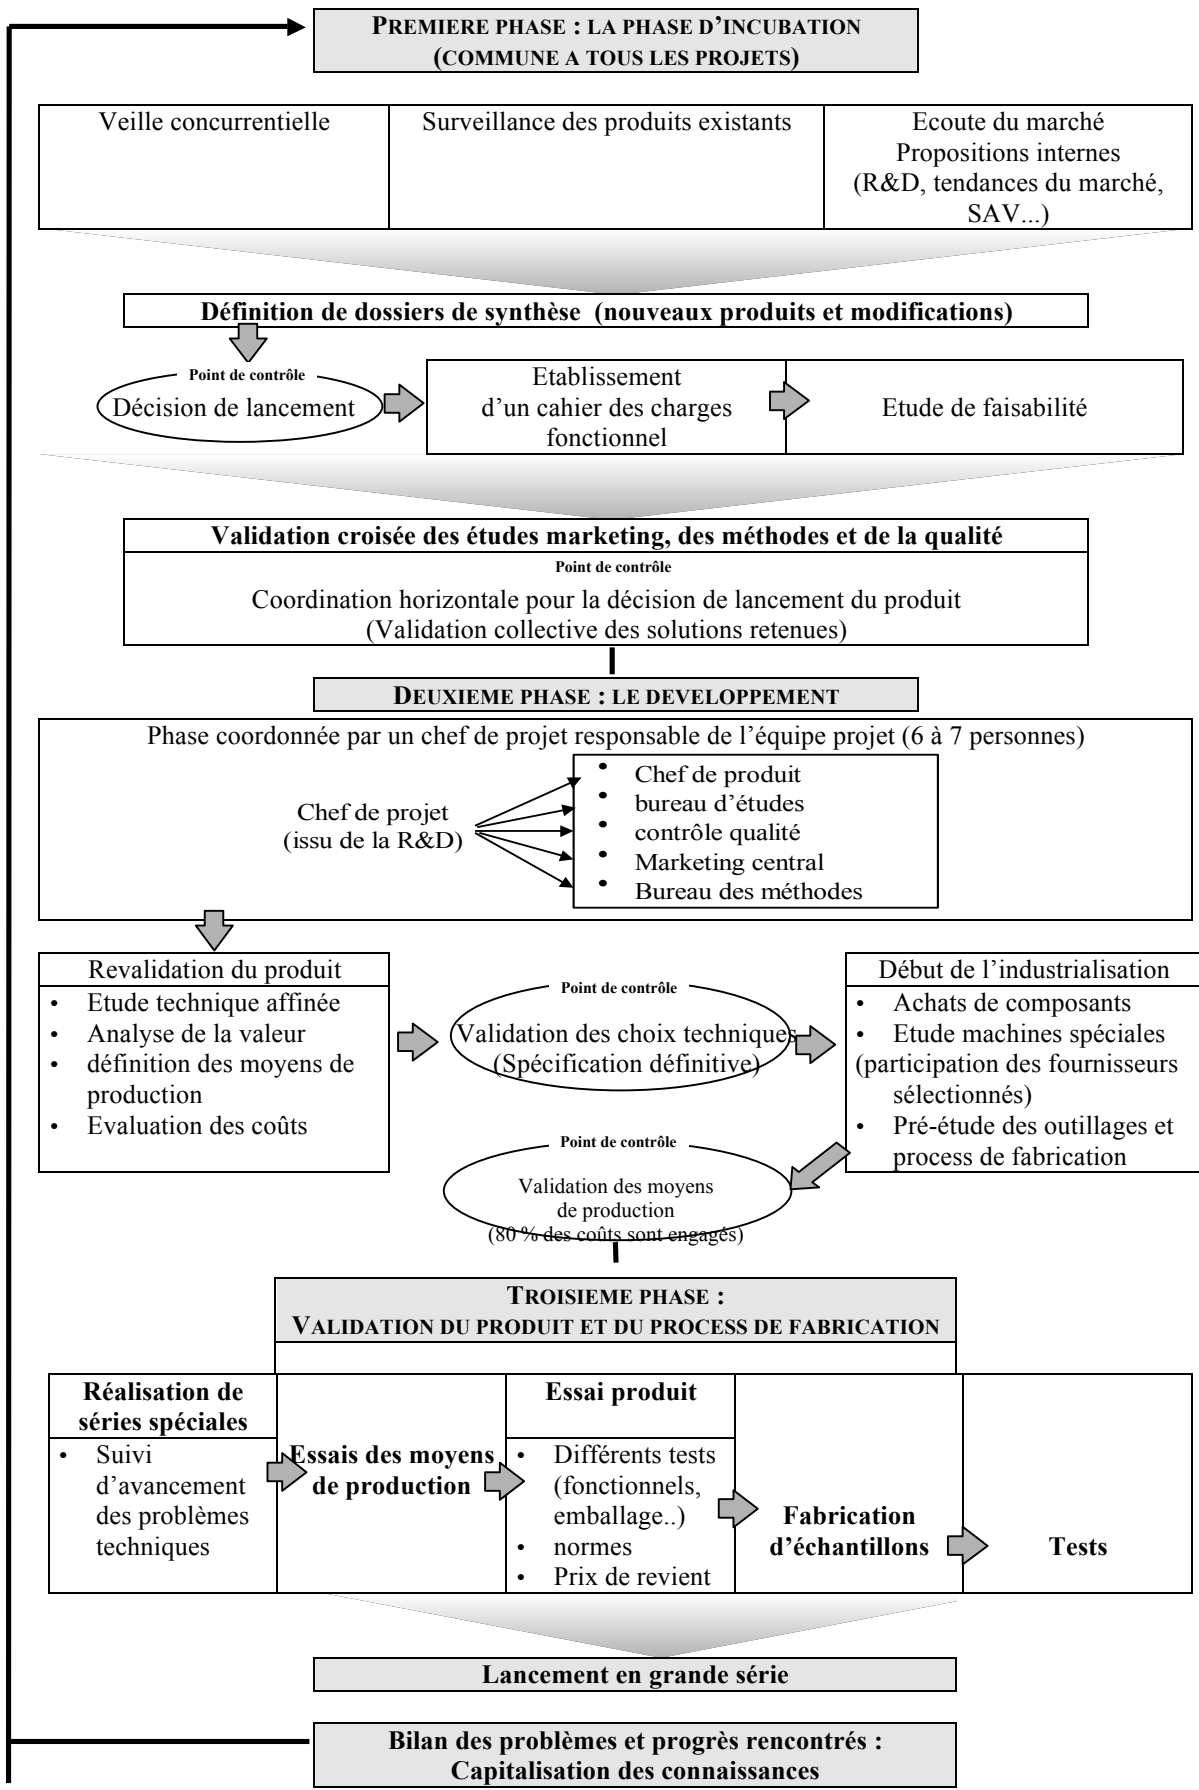 PREMIERE PHASE : LA PHASE D’INCUBATION
(COMMUNE A TOUS LES PROJETS)
Veille concurrentielle
Surveillance des produits existants
Ecoute du marché
Propositions internes
(R&D, tendances du marché,
SAV...)
Définition de dossiers de synthèse (nouveaux produits et modifications)
Point de contrôle
Décision de lancement
Etablissement
d’un cahier des charges
fonctionnel
Etude de faisabilité
Validation croisée des études marketing, des méthodes et de la qualité
Point de contrôle
Coordination horizontale pour la décision de lancement du produit
(Validation collective des solutions retenues)
DEUXIEME PHASE : LE DEVELOPPEMENT
Phase coordonnée par un chef de projet responsable de l’équipe projet (6 à 7 personnes)
Chef de projet
(issu de la R&D)
• Chef de produit
• bureau d’études
• contrôle qualité
• Marketing central
• Bureau des méthodes
Revalidation du produit
• Etude technique affinée
• Analyse de la valeur
• définition des moyens de
production
• Evaluation des coûts
Point de contrôle
Validation des choix techniques
(Spécification définitive)
Début de l’industrialisation
• Achats de composants
• Etude machines spéciales
(participation des fournisseurs
sélectionnés)
• Pré-étude des outillages et
process de fabrication
Point de contrôle
Validation des moyens
de production
(80 % des coûts sont engagés)
TROISIEME PHASE :
VALIDATION DU PRODUIT ET DU PROCESS DE FABRICATION
Réalisation de
séries spéciales
• Suivi
d’avancement
des problèmes
techniques
Essais des moyens
de production
Essai produit
• Différents tests
(fonctionnels,
emballage..)
• normes
• Prix de revient
Fabrication
d'échantillons
Tests
Lancement en grande série
Bilan des problèmes et progrès rencontrés :
Capitalisation des connaissances